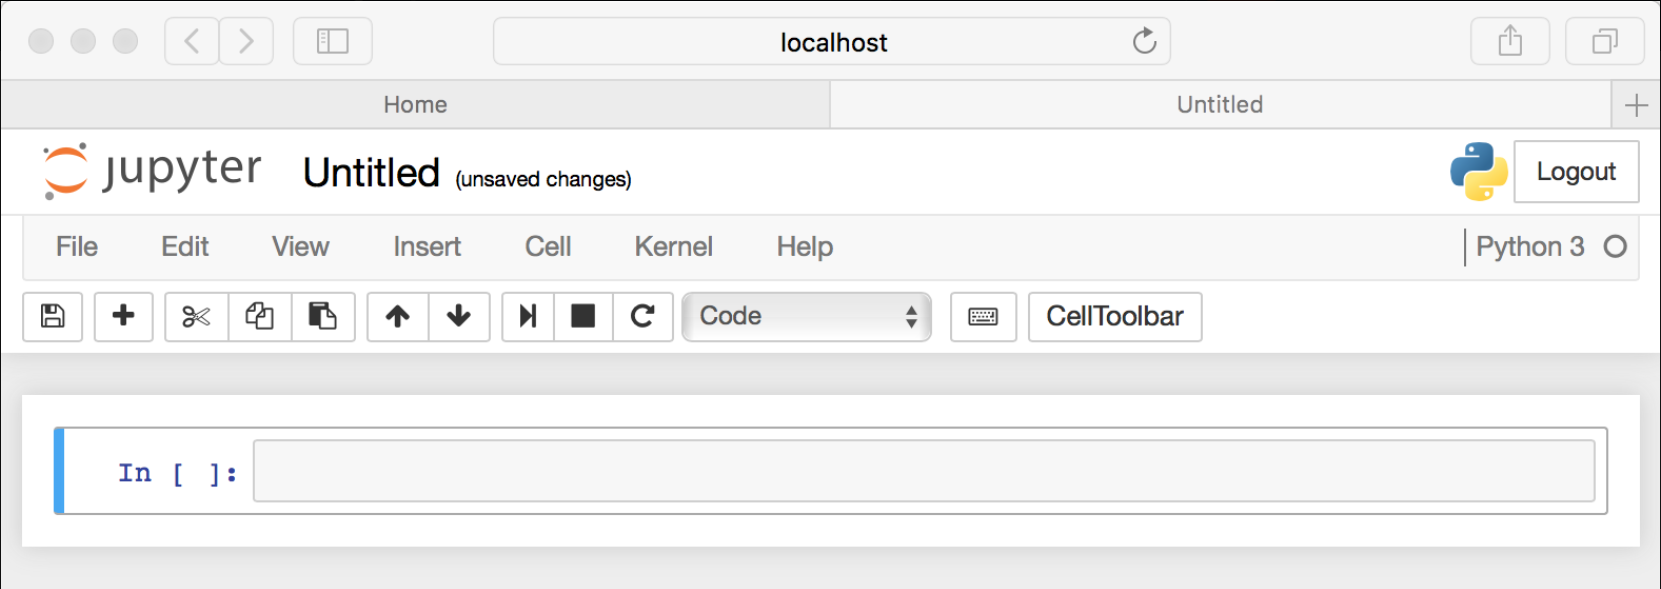 localhost
Home Untitled
jupyter Untitled (unsaved changes) Logout
File Edit View Insert Cell Kernel Help Python 3
Code CellToolbar
In [ ]: